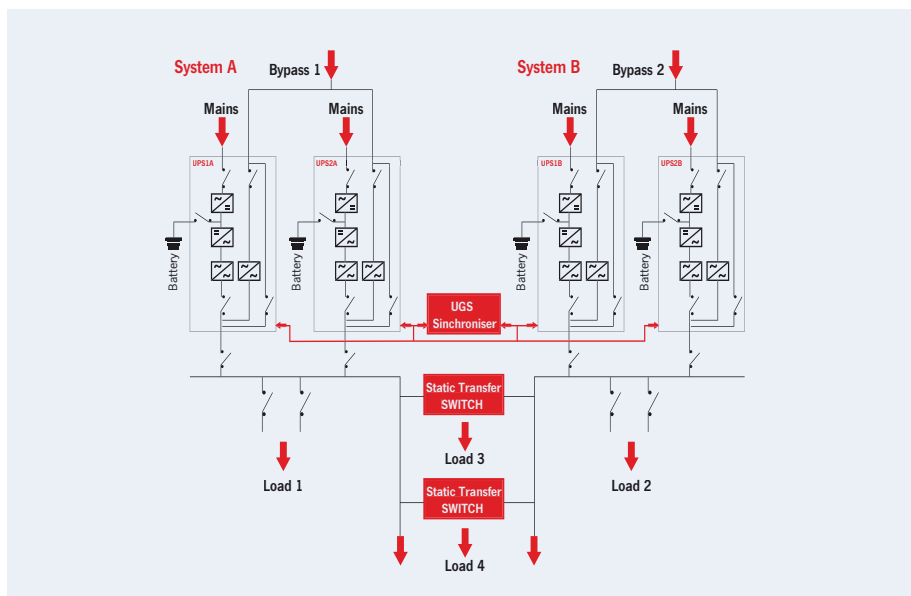 System A
Bypass 1
System B
Bypass 2
Mains
Mains
Mains
Mains
UPS1A
UPS2A
UPS1B
UPS2B
Battery
Battery
Battery
Battery
UGS
Sinchroniser
Static Transfer
SWITCH
Load 3
Load 1
Load 2
Static Transfer
SWITCH
Load 4